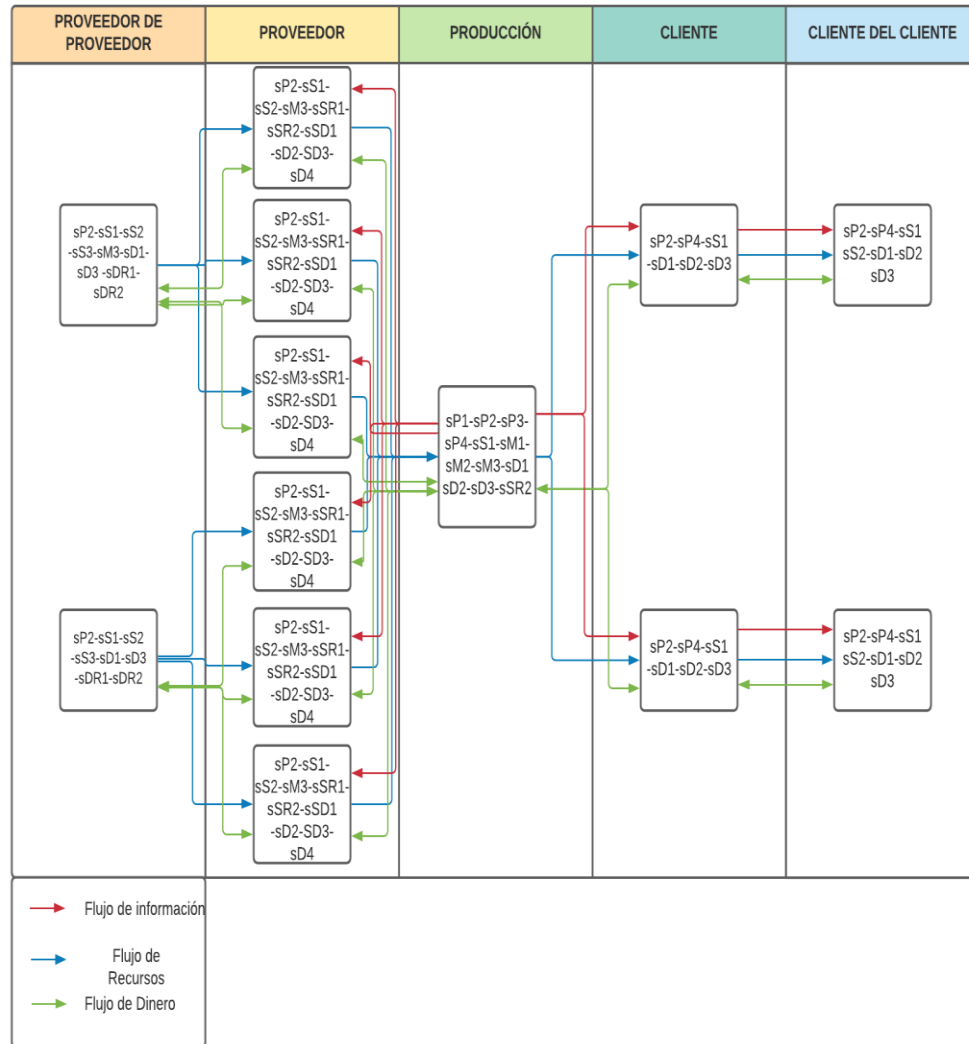 PROVEEDOR DE
PROVEEDOR
PROVEEDOR
PRODUCCIÓN
CLIENTE
CLIENTE DEL CLIENTE
sP2-sS1-sS2
-sS3-sM3-sD1-
sD3 -sDR1-
sDR2
sP2-sS1-sS2
-sS3-sD1-sD3
-sDR1-sDR2
sP2-sS1-
sS2-sM3-sSR1-
sSR2-sSD1
-sD2-SD3-
sD4
sP2-sS1-
sS2-sM3-sSR1-
sSR2-sSD1
-sD2-SD3-
sD4
sP2-sS1-
sS2-sM3-sSR1-
sSR2-sSD1
-sD2-SD3-
sD4
sP2-sS1-
sS2-sM3-sSR1-
sSR2-sSD1
-sD2-SD3-
sD4
sP2-sS1-
sS2-sM3-sSR1-
sSR2-sSD1
-sD2-SD3-
sD4
sP2-sS1-
sS2-sM3-sSR1-
sSR2-sSD1
-sD2-SD3-
sD4
sP1-sP2-sP3-
sP4-sS1-sM1-
sM2-sM3-sD1
sD2-sD3-sSR2
sP2-sP4-sS1
-sD1-sD2-sD3
sP2-sP4-sS1
-sD1-sD2-sD3
sP2-sP4-sS1
sS2-sD1-sD2
sD3
sP2-sP4-sS1
sS2-sD1-sD2
sD3
Flujo de información
Flujo de
Recursos
Flujo de Dinero